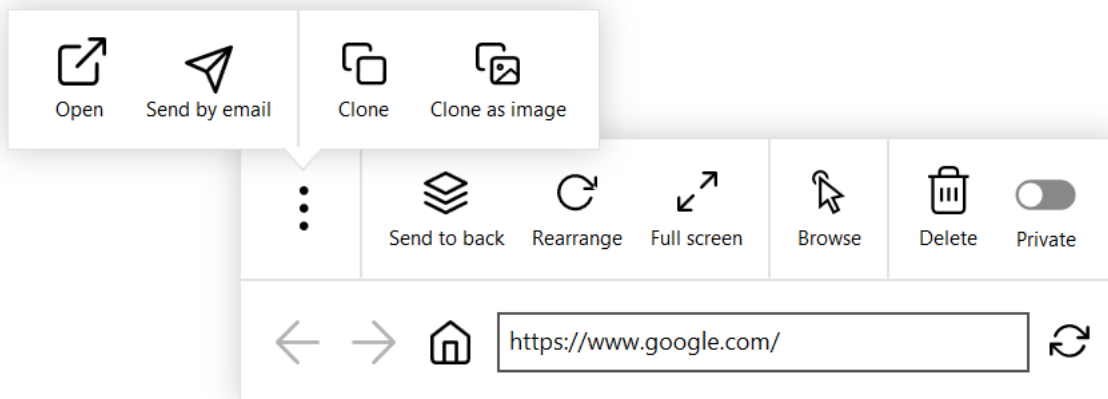 Open
Send by email
Clone
Clone as image
Send to back
Rearrange
Full screen
Browse
Delete
Private
https://www.google.com/